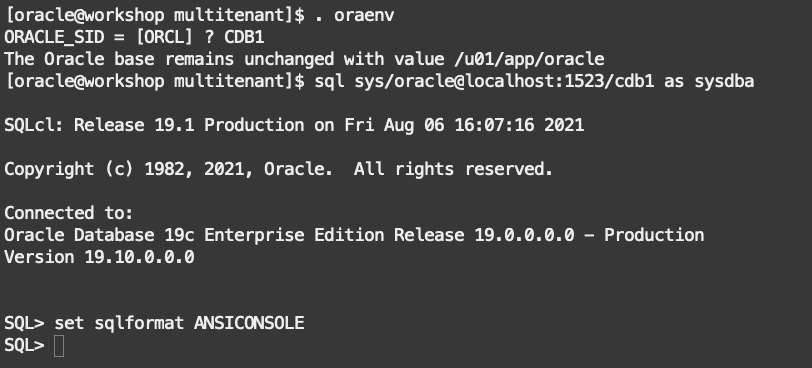 [oracle@workshop multitenant]$ . oraenv
ORACLE_SID = [ORCL] ? CDB1
The Oracle base remains unchanged with value /u01/app/oracle
[oracle@workshop multitenant]$ sql sys/oracle@localhost:1523/cdb1 as sysdba
SQLcl: Release 19.1 Production on Fri Aug 06 16:07:16 2021
Copyright (c) 1982, 2021, Oracle.  All rights reserved.
Connected to:
Oracle Database 19c Enterprise Edition Release 19.0.0.0.0 – Production
Version 19.10.0.0.0
SQL> set sqlformat ANSICONSOLE
SQL>